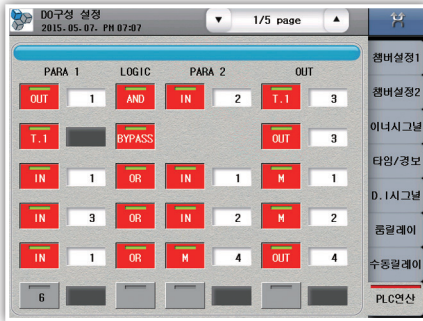 DO구성 설정
2015.05.07. PM 07:07
▼ 1/5 page ▲
PARA 1 LOGIC PARA 2 OUT
OUT 1 AND IN 2 T.1 3
T.1 BYPASS OUT 3
IN 1 OR IN 1 M 1
IN 3 OR IN 2 M 2
IN 1 OR M 4 OUT 4
6
챔버설정1
챔버설정2
이너시그널
타임/경보
D.I시그널
룸릴레이
수동릴레이
PLC연산